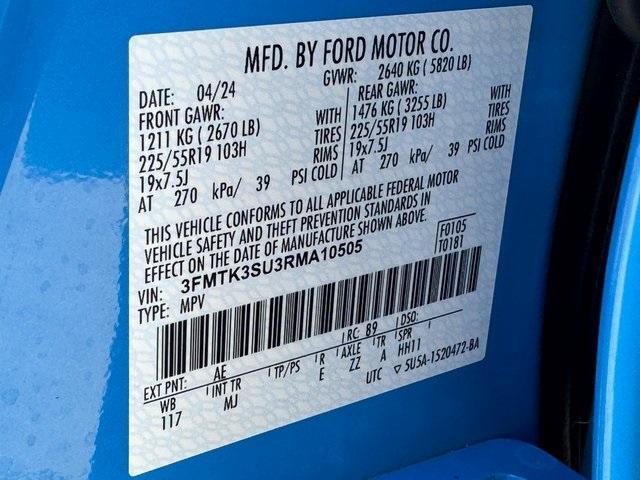 MFD. BY FORD MOTOR CO.
DATE: 04/24 GVWR: 2640 KG ( 5820 LB)
FRONT GAWR: WITH REAR GAWR: WITH
1211 KG ( 2670 LB) TIRES 1476 KG ( 3255 LB) TIRES
225/55R19 103H RIMS 225/55R19 103H RIMS
19x7.5J 19x7.5J
AT 270 kPa/ 39 PSI COLD AT 270 kPa/ 39 PSI COLD
THIS VEHICLE CONFORMS TO ALL APPLICABLE FEDERAL MOTOR
VEHICLE SAFETY AND THEFT PREVENTION STANDARDS IN
EFFECT ON THE DATE OF MANUFACTURE SHOWN ABOVE.
VIN: 3FMTK3SU3RMA10505 F0105
TYPE: MPV T0181
EXT PNT: AE RC: 89 DSO:
WB INT TR TP/PS R AXLE TR SPR
117 MJ E ZZ A HH11
UTC ▽ 5U5A-1520472-BA